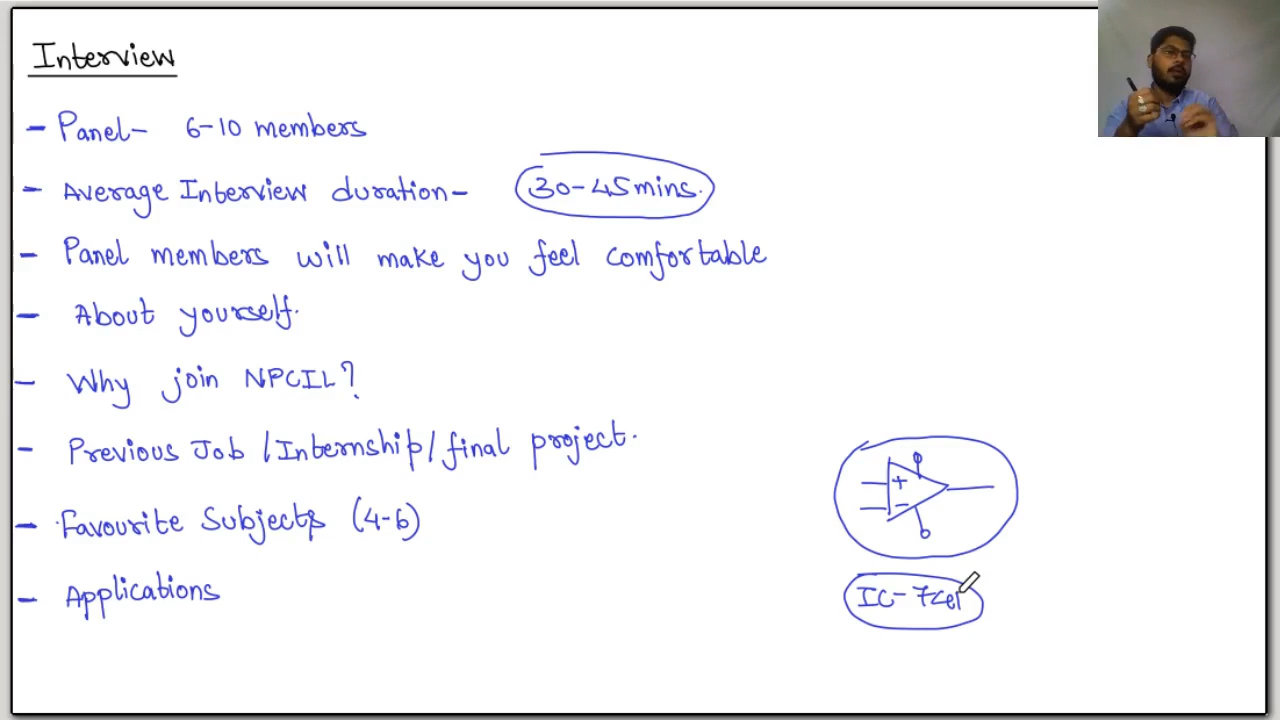 Interview
- Panel- 6-10 members
- Average Interview duration- 30-45 mins.
- Panel members will make you feel comfortable
- About yourself.
- Why join NPCIL?
- Previous Job / Internship / final project.
- Favourite Subjects (4-6)
- Applications
+
-
IC-741